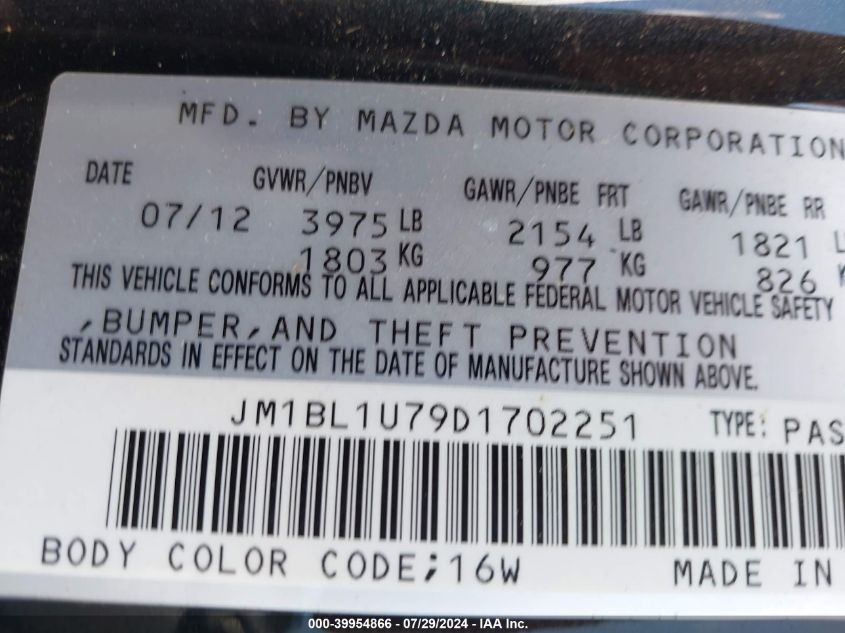 MFD. BY MAZDA MOTOR CORPORATION
DATE GVWR/PNBV GAWR/PNBE FRT GAWR/PNBE RR
07/12 3975 LB 2154 LB 1821
1803 KG 977 KG 826
THIS VEHICLE CONFORMS TO ALL APPLICABLE FEDERAL MOTOR VEHICLE SAFETY
,BUMPER,AND THEFT PREVENTION
STANDARDS IN EFFECT ON THE DATE OF MANUFACTURE SHOWN ABOVE.
JM1BL1U79D1702251 TYPE: PAS
BODY COLOR CODE;16W MADE IN
000-39954866 / 07/29/2024 - IAA Inc.